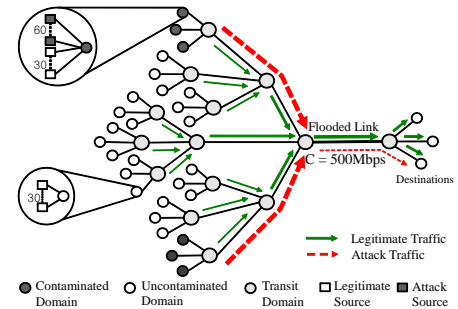 60
30
Flooded Link
C = 500Mbps
30
Destinations
Legitimate Traffic
Attack Traffic
Contaminated Domain
Uncontaminated Domain
Transit Domain
Legitimate Source
Attack Source